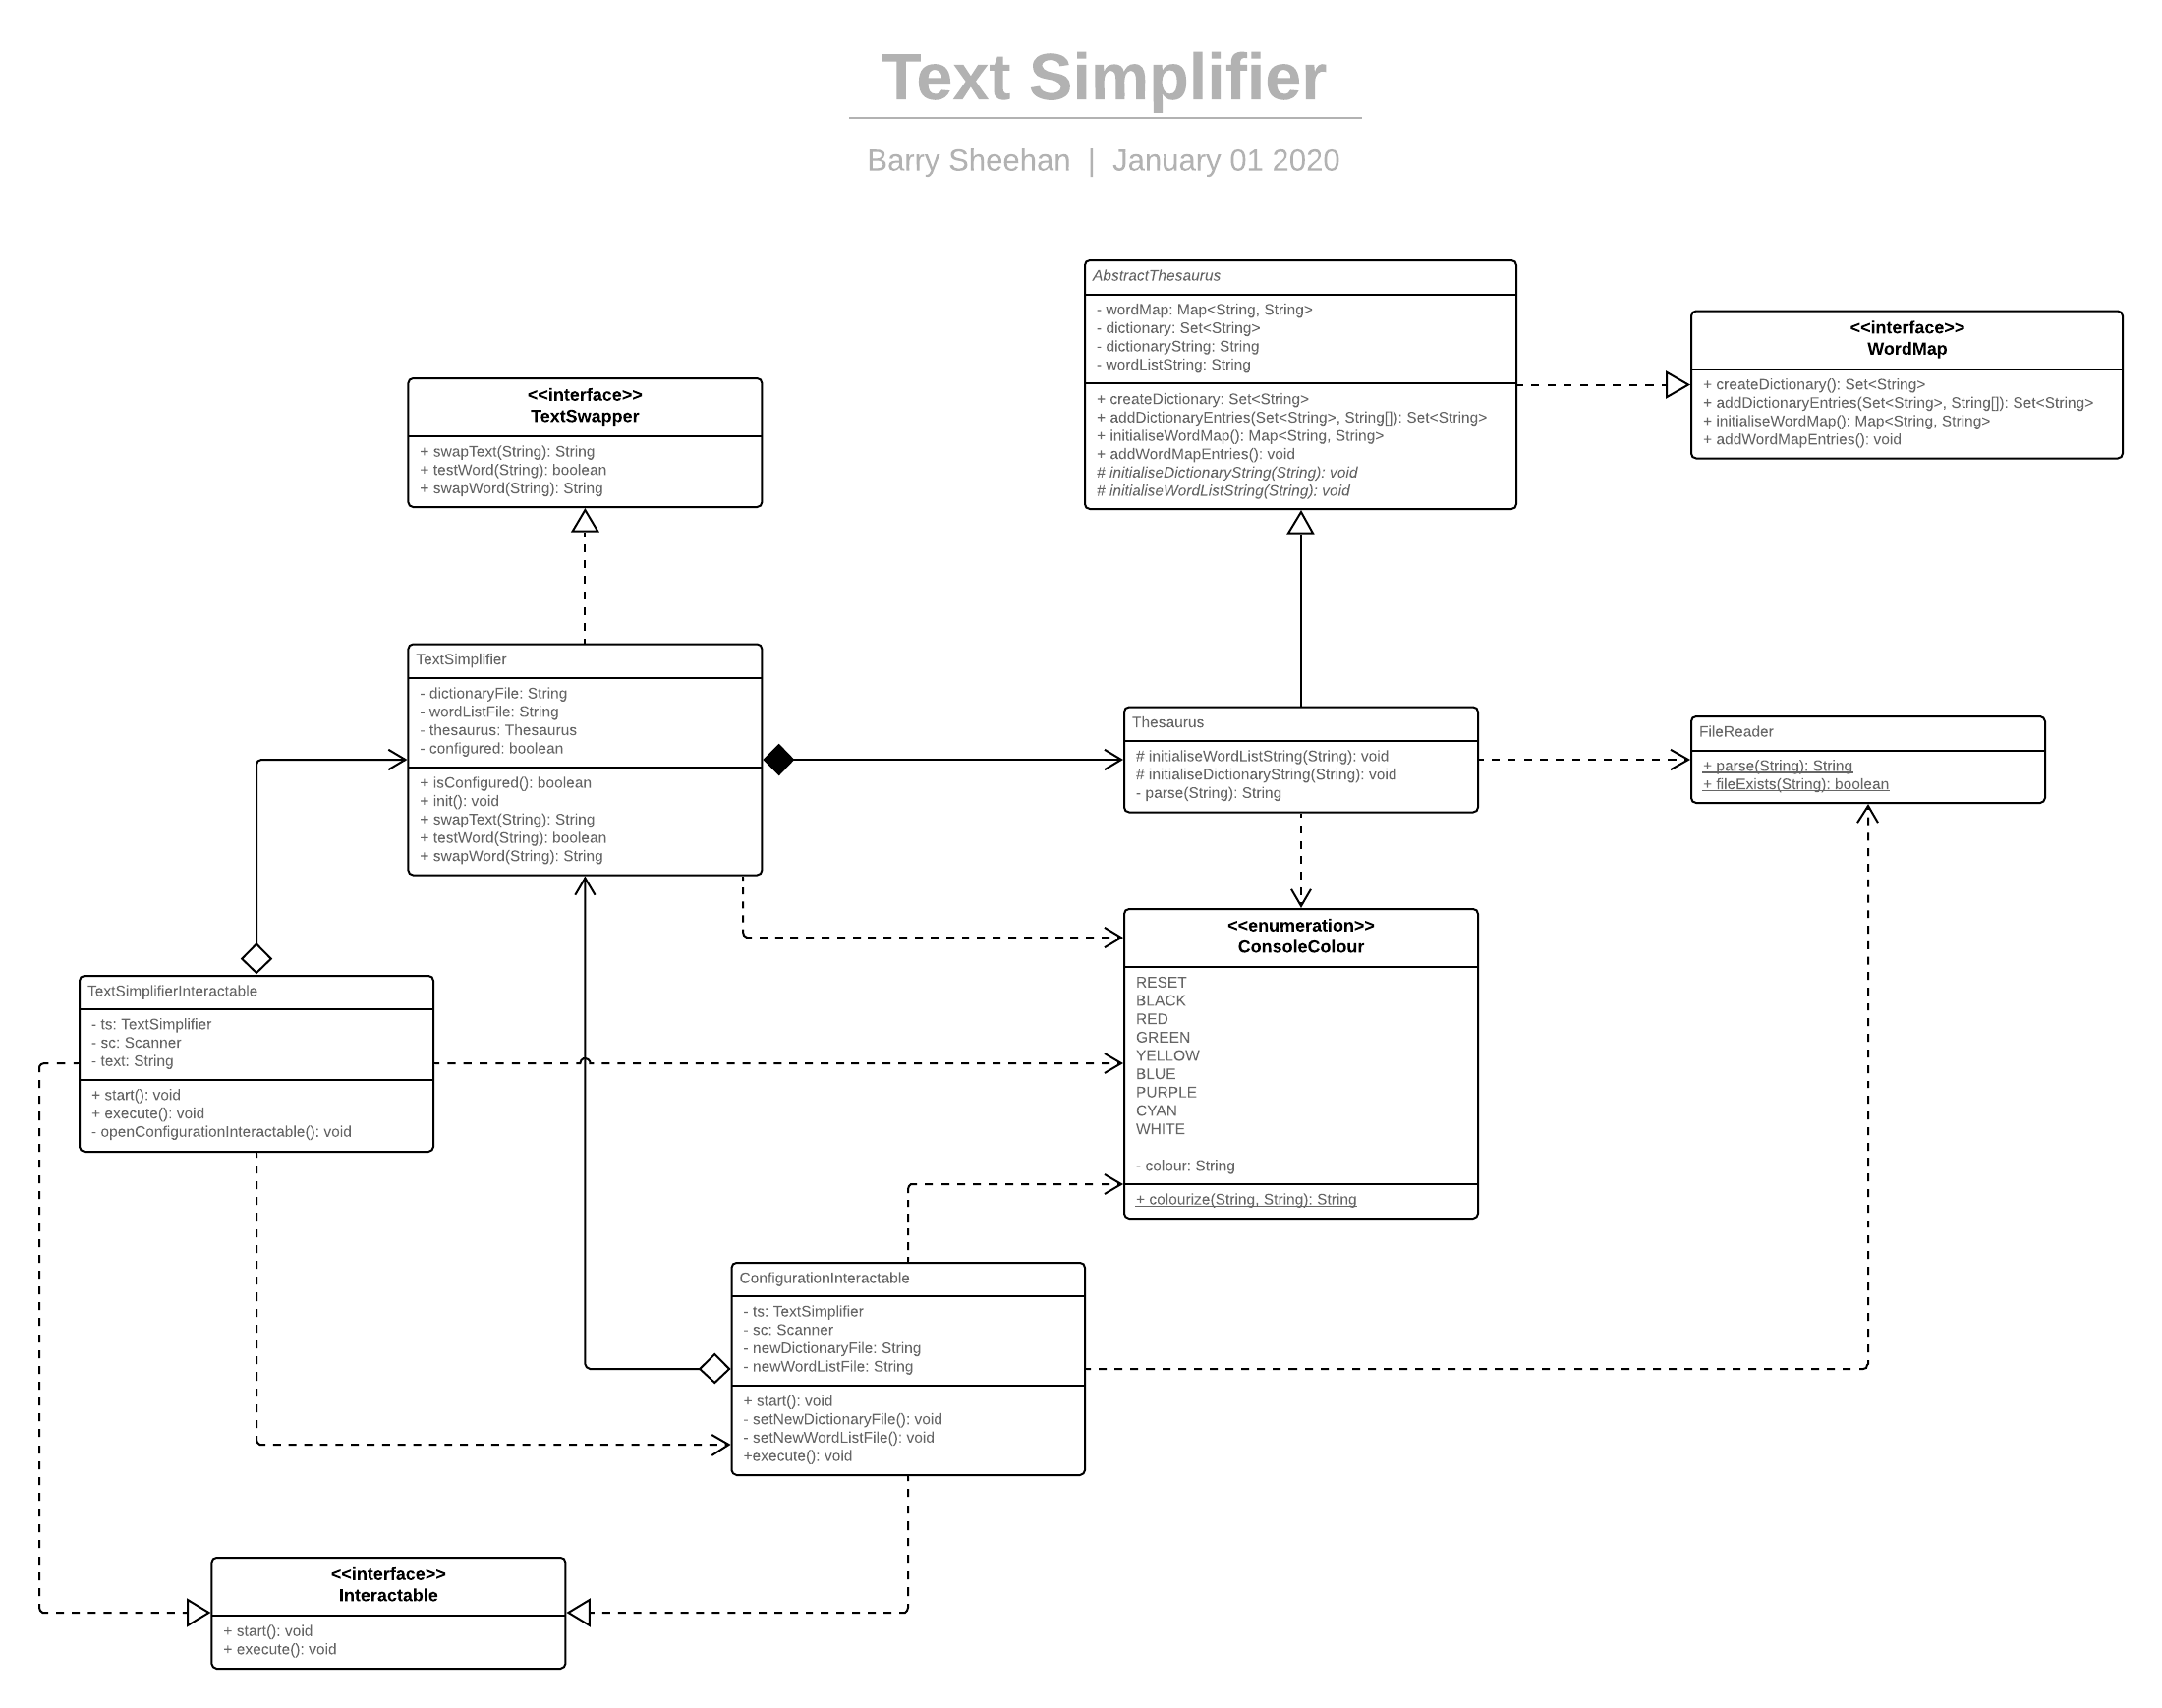 Text Simplifier
Barry Sheehan | January 01 2020
AbstractThesaurus
- wordMap: Map<String, String>
- dictionary: Set<String>
- dictionaryString: String
- wordListString: String
+ createDictionary: Set<String>
+ addDictionaryEntries(Set<String>, String[]): Set<String>
+ initialiseWordMap(): Map<String, String>
+ addWordMapEntries(): void
# initialiseDictionaryString(String): void
# initialiseWordListString(String): void
<<interface>>
WordMap
+ createDictionary(): Set<String>
+ addDictionaryEntries(Set<String>, String[]): Set<String>
+ initialiseWordMap(): Map<String, String>
+ addWordMapEntries(): void
<<interface>>
TextSwapper
+ swapText(String): String
+ testWord(String): boolean
+ swapWord(String): String
TextSimplifier
- dictionaryFile: String
- wordListFile: String
- thesaurus: Thesaurus
- configured: boolean
+ isConfigured(): boolean
+ init(): void
+ swapText(String): String
+ testWord(String): boolean
+ swapWord(String): String
Thesaurus
# initialiseWordListString(String): void
# initialiseDictionaryString(String): void
- parse(String): String
FileReader
+ parse(String): String
+ fileExists(String): boolean
<<enumeration>>
ConsoleColour
RESET
BLACK
RED
GREEN
YELLOW
BLUE
PURPLE
CYAN
WHITE
- colour: String
+ colourize(String, String): String
TextSimplifierInteractable
- ts: TextSimplifier
- sc: Scanner
- text: String
+ start(): void
+ execute(): void
- openConfigurationInteractable(): void
ConfigurationInteractable
- ts: TextSimplifier
- sc: Scanner
- newDictionaryFile: String
- newWordListFile: String
+ start(): void
- setNewDictionaryFile(): void
- setNewWordListFile(): void
+execute(): void
<<interface>>
Interactable
+ start(): void
+ execute(): void